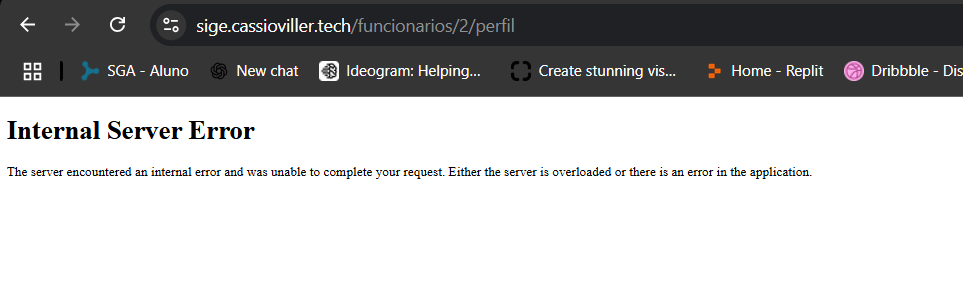 sige.cassioviller.tech/funcionarios/2/perfil
SGA - Aluno New chat Ideogram: Helping... Create stunning vis... Home - Replit Dribbble - Dis
Internal Server Error
The server encountered an internal error and was unable to complete your request. Either the server is overloaded or there is an error in the application.